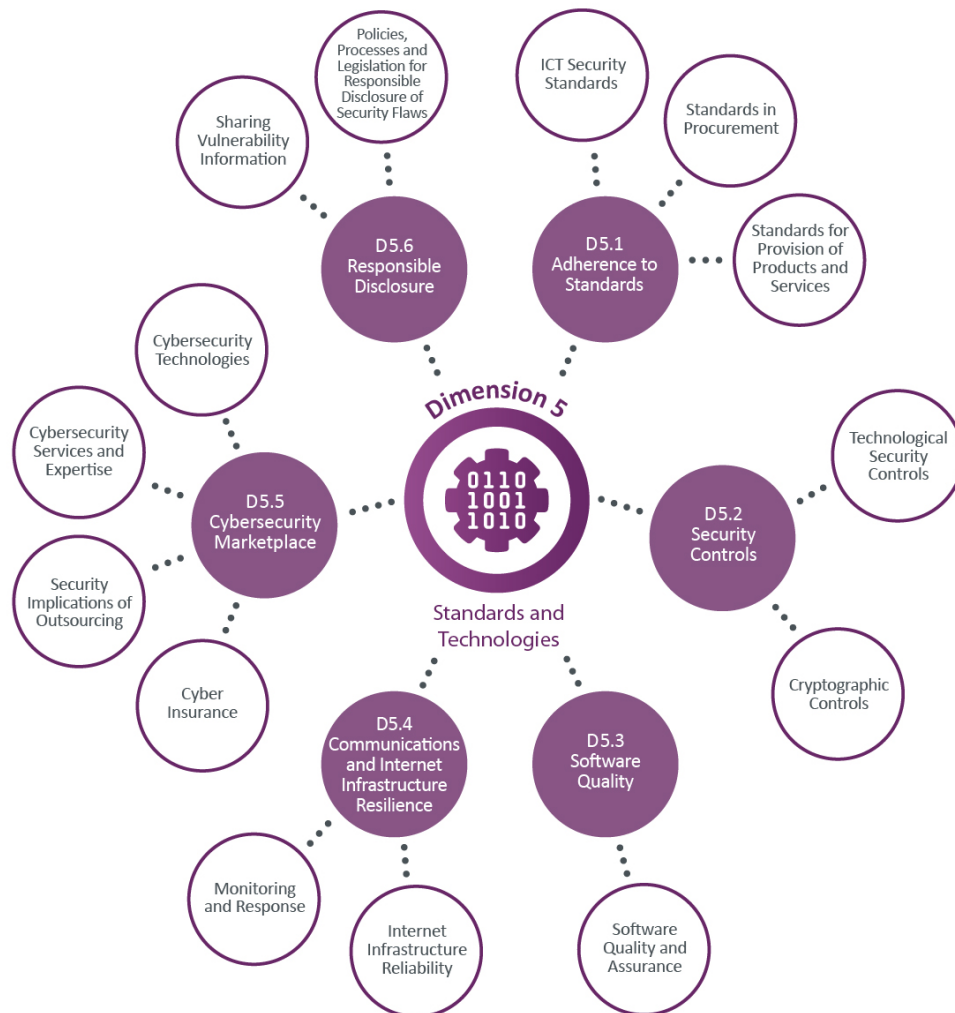 Dimension 5
0110
1001
1010
Standards and
Technologies
D5.1
Adherence to
Standards
ICT Security
Standards
Standards in
Procurement
Standards for
Provision of
Products and
Services
D5.2
Security
Controls
Technological
Security
Controls
Cryptographic
Controls
D5.3
Software
Quality
Software
Quality and
Assurance
D5.4
Communications
and Internet
Infrastructure
Resilience
Internet
Infrastructure
Reliability
Monitoring
and Response
D5.5
Cybersecurity
Marketplace
Cybersecurity
Technologies
Cybersecurity
Services and
Expertise
Security
Implications of
Outsourcing
Cyber
Insurance
D5.6
Responsible
Disclosure
Sharing
Vulnerability
Information
Policies,
Processes and
Legislation for
Responsible
Disclosure of
Security Flaws